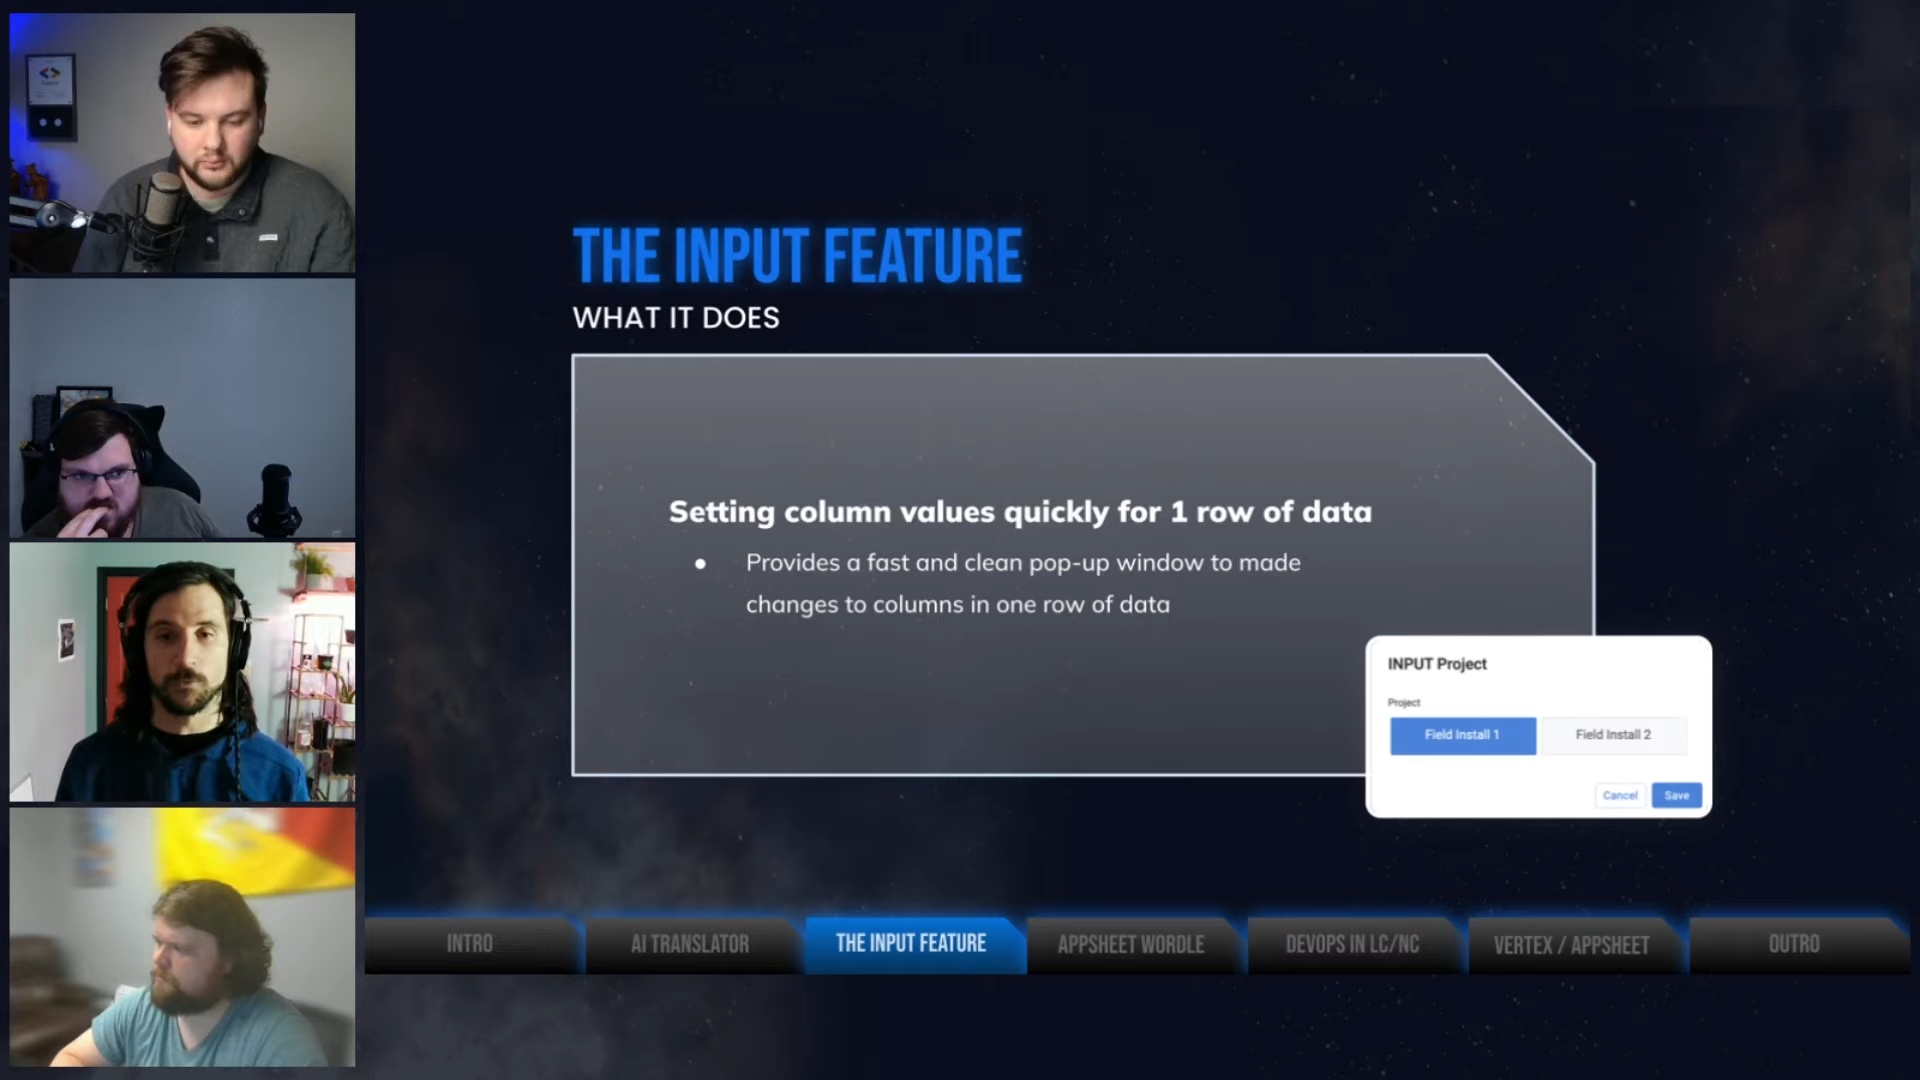 THE INPUT FEATURE
WHAT IT DOES
Setting column values quickly for 1 row of data
● Provides a fast and clean pop-up window to made
changes to columns in one row of data
INPUT Project
Project
Field Install 1
Field Install 2
Cancel
Save
INTRO
AI TRANSLATOR
THE INPUT FEATURE
APPSHEET WORDLE
DEVOPS IN LC/NC
VERTEX / APPSHEET
OUTRO